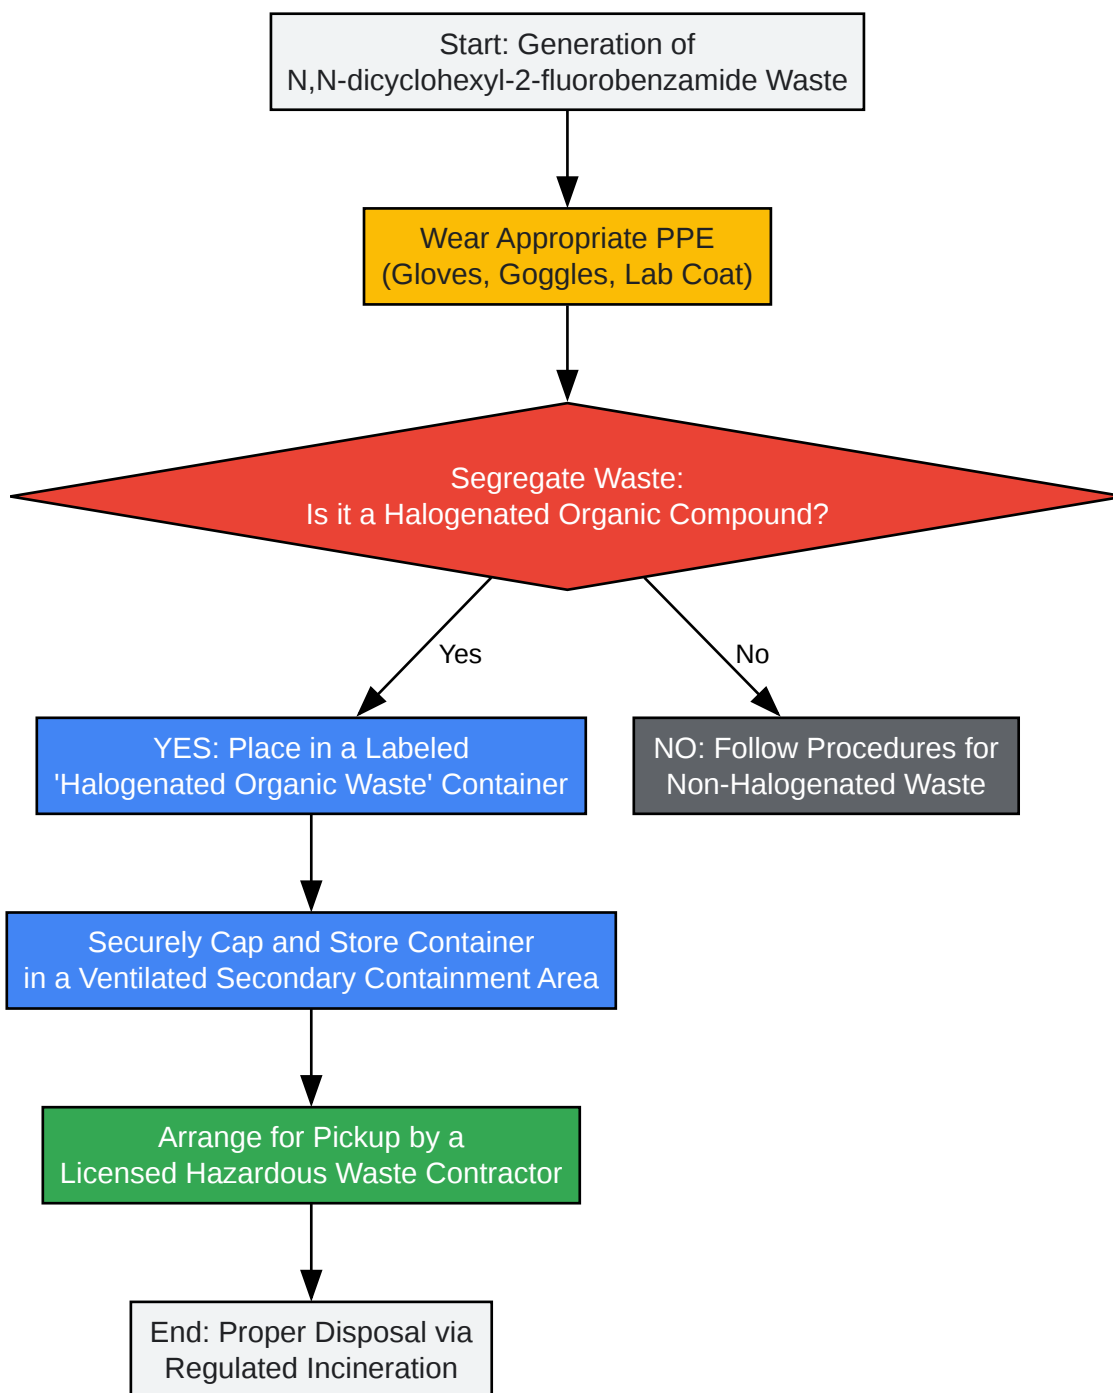 Start: Generation of
N,N-dicyclohexyl-2-fluorobenzamide Waste
Wear Appropriate PPE
(Gloves, Goggles, Lab Coat)
Segregate Waste:
Is it a Halogenated Organic Compound?
Yes
No
YES: Place in a Labeled
'Halogenated Organic Waste' Container
NO: Follow Procedures for
Non-Halogenated Waste
Securely Cap and Store Container
in a Ventilated Secondary Containment Area
Arrange for Pickup by a
Licensed Hazardous Waste Contractor
End: Proper Disposal via
Regulated Incineration